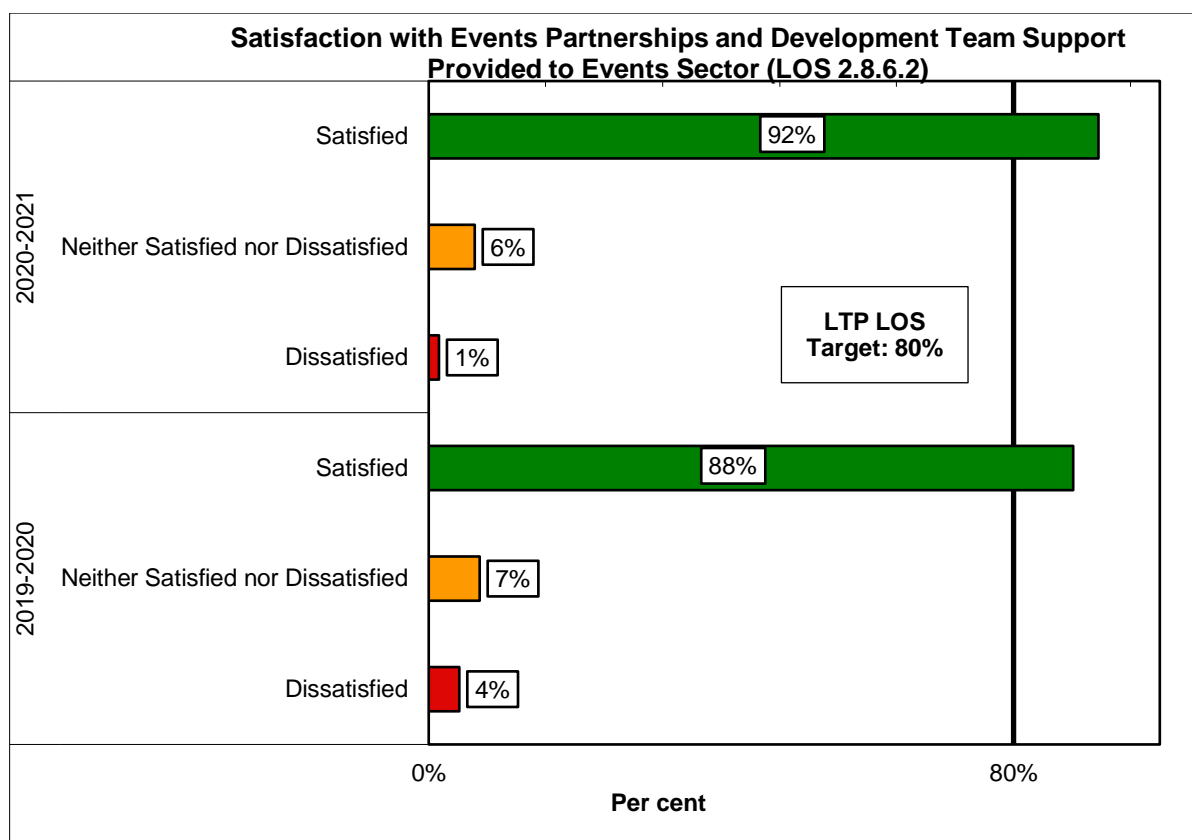 Satisfaction with Events Partnerships and Development Team Support
Provided to Events Sector (LOS 2.8.6.2)
2020-2021
Satisfied
92%
Neither Satisfied nor Dissatisfied
6%
Dissatisfied
1%
LTP LOS
Target: 80%
2019-2020
Satisfied
88%
Neither Satisfied nor Dissatisfied
7%
Dissatisfied
4%
0%
80%
Per cent